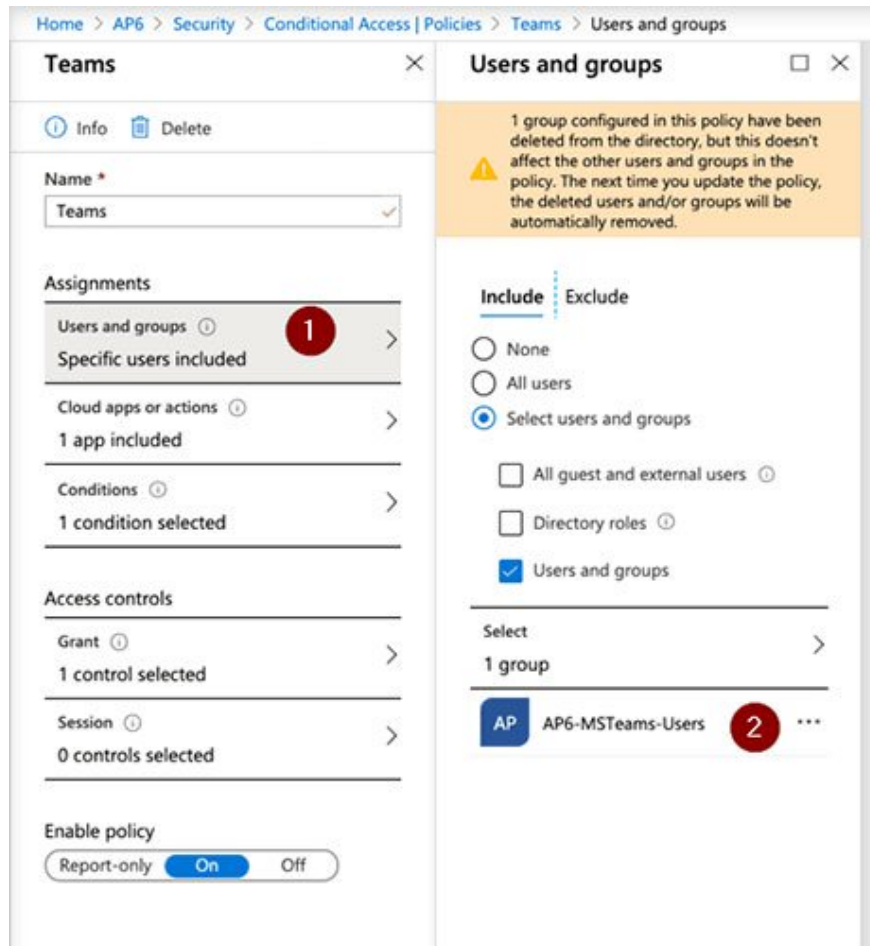 Home > AP6 > Security > Conditional Access | Policies > Teams > Users and groups
Teams
Info Delete
Name *
Teams
Assignments
Users and groups
Specific users included
1
Cloud apps or actions
1 app included
Conditions
1 condition selected
Access controls
Grant
1 control selected
Session
0 controls selected
Enable policy
Report-only On Off
Users and groups
1 group configured in this policy have been
deleted from the directory, but this doesn't
affect the other users and groups in the
policy. The next time you update the policy,
the deleted users and/or groups will be
automatically removed.
Include Exclude
None
All users
Select users and groups
All guest and external users
Directory roles
Users and groups
Select
1 group
AP AP6-MSTeams-Users 2 ...